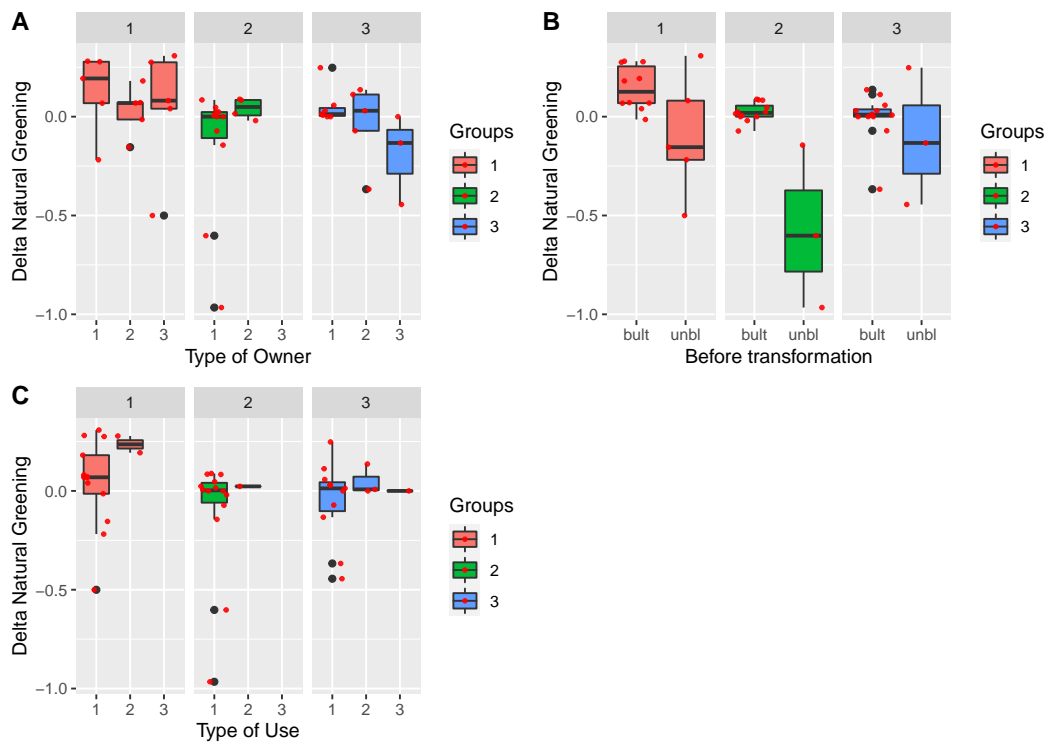 A
1 2 3
Delta Natural Greening
0.0
−0.5
−1.0
1 2 3 1 2 3 1 2 3
Type of Owner
Groups
1
2
3
B
1 2 3
Delta Natural Greening
0.0
−0.5
−1.0
bult unbl bult unbl bult unbl
Before transformation
Groups
1
2
3
C
1 2 3
Delta Natural Greening
0.0
−0.5
−1.0
1 2 3 1 2 3 1 2 3
Type of Use
Groups
1
2
3